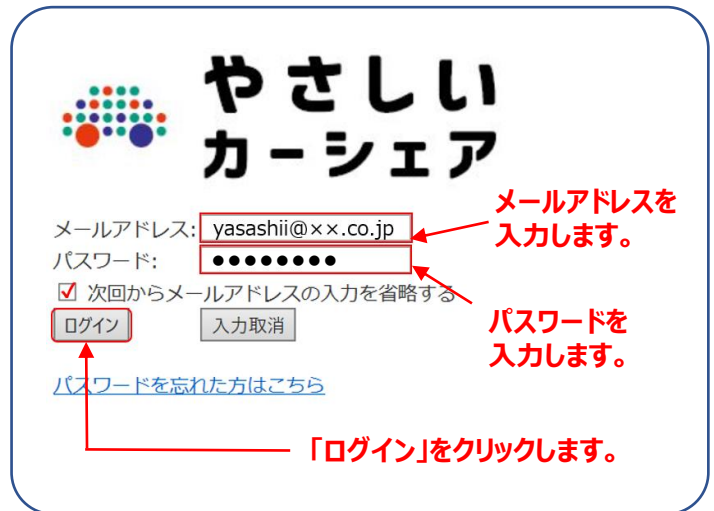 やさしい
カーシェア
メールアドレスを
入力します。
メールアドレス: yasashii@××.co.jp
パスワード: ●●●●●●●●
次回からメールアドレスの入力を省略する
ログイン 入力取消
パスワードを
入力します。
パスワードを忘れた方はこちら
「ログイン」をクリックします。